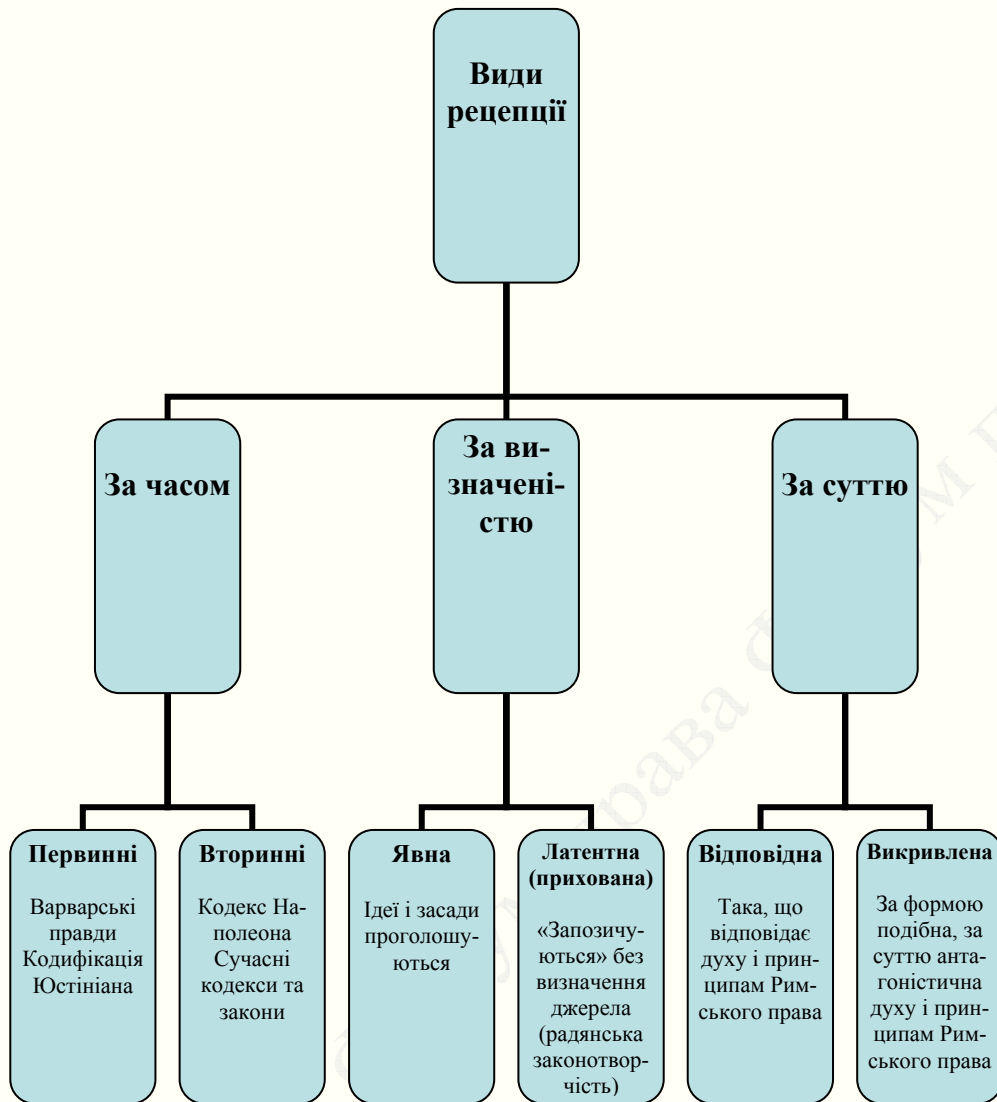 Види
рецепції
За часом
За ви-
значені-
стю
За суттю
Первинні
Варварські
правди
Кодифікація
Юстініана
Вторинні
Кодекс На-
полеона
Сучасні
кодекси та
закони
Явна
Ідеї і засади
проголошу-
ються
Латентна
(прихована)
«Запозичу-
ються» без
визначення
джерела
(радянська
законотвор-
чість)
Відповідна
Така, що
відповідає
духу і прин-
ципам Рим-
ського права
Викривлена
За формою
подібна, за
суттю анта-
гоністична
духу і прин-
ципам Рим-
ського права